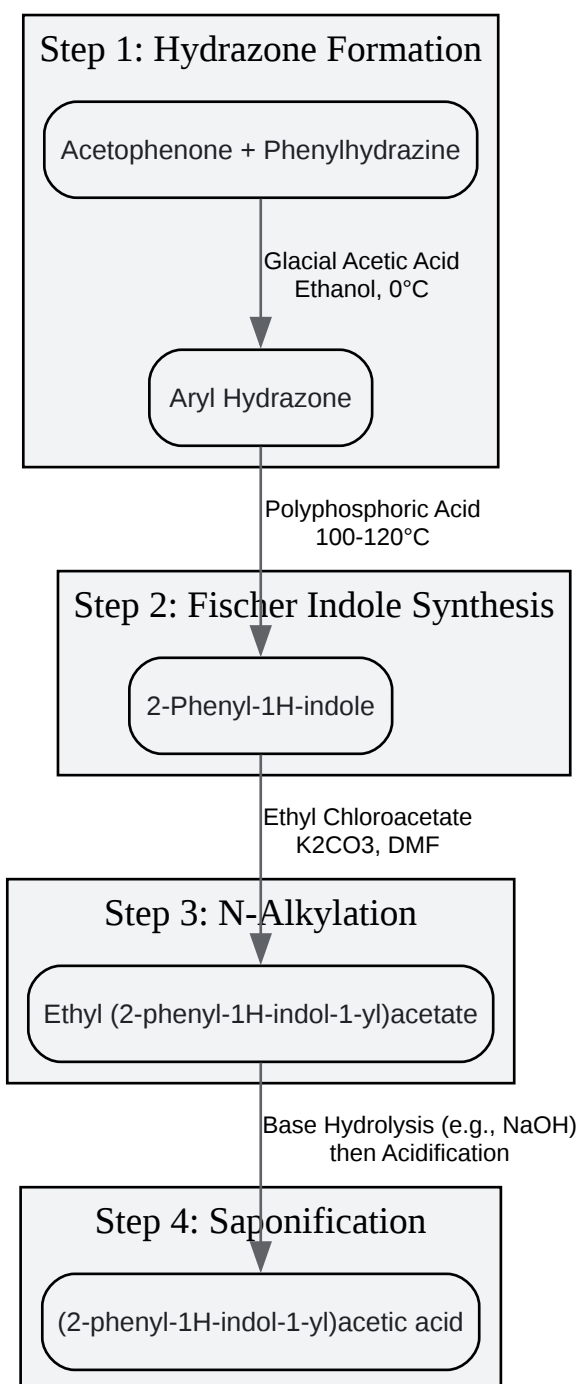 Step 1: Hydrazone Formation
Acetophenone + Phenylhydrazine
Glacial Acetic Acid
Ethanol, 0°C
Aryl Hydrazone
Polyphosphoric Acid
100-120°C
Step 2: Fischer Indole Synthesis
2-Phenyl-1H-indole
Ethyl Chloroacetate
K2CO3, DMF
Step 3: N-Alkylation
Ethyl (2-phenyl-1H-indol-1-yl)acetate
Base Hydrolysis (e.g., NaOH)
then Acidification
Step 4: Saponification
(2-phenyl-1H-indol-1-yl)acetic acid